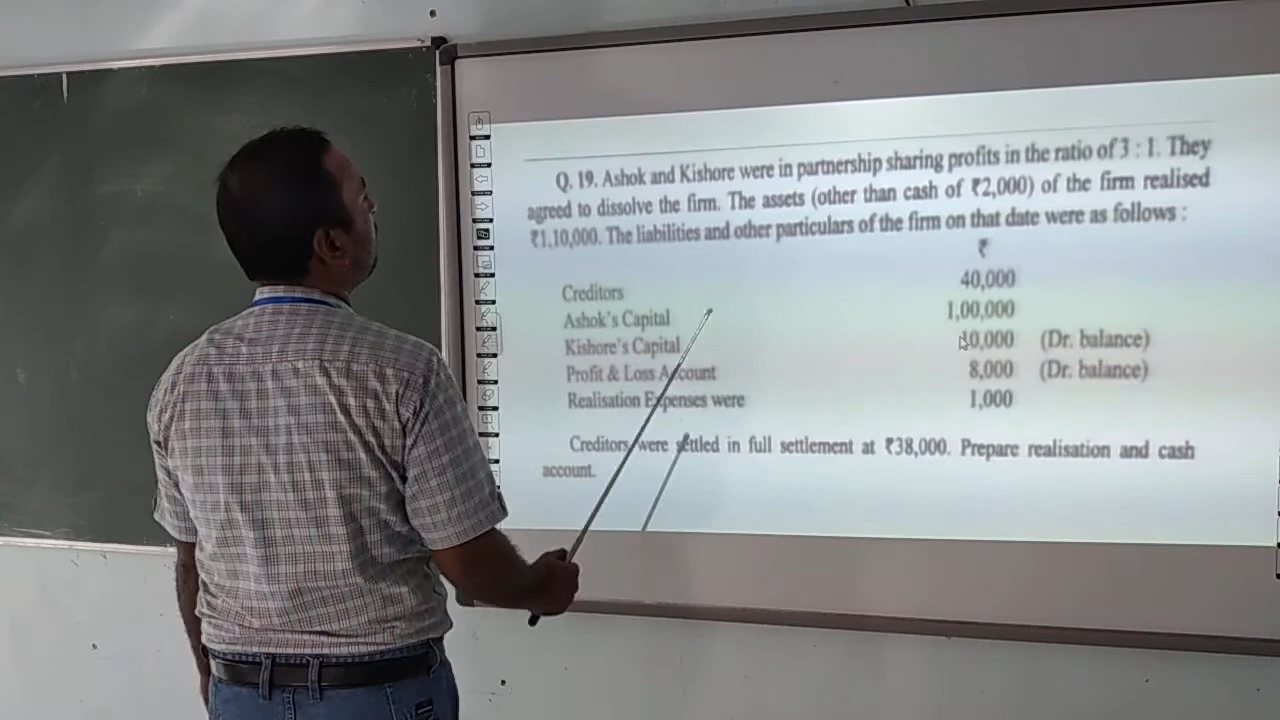 Q. 19. Ashok and Kishore were in partnership sharing profits in the ratio of 3 : 1. They
agreed to dissolve the firm. The assets (other than cash of ₹2,000) of the firm realised
₹1,10,000. The liabilities and other particulars of the firm on that date were as follows :
₹
Creditors 40,000
Ashok's Capital 1,00,000
Kishore's Capital 10,000 (Dr. balance)
Profit & Loss Account 8,000 (Dr. balance)
Realisation Expenses were 1,000
Creditors were settled in full settlement at ₹38,000. Prepare realisation and cash
account.